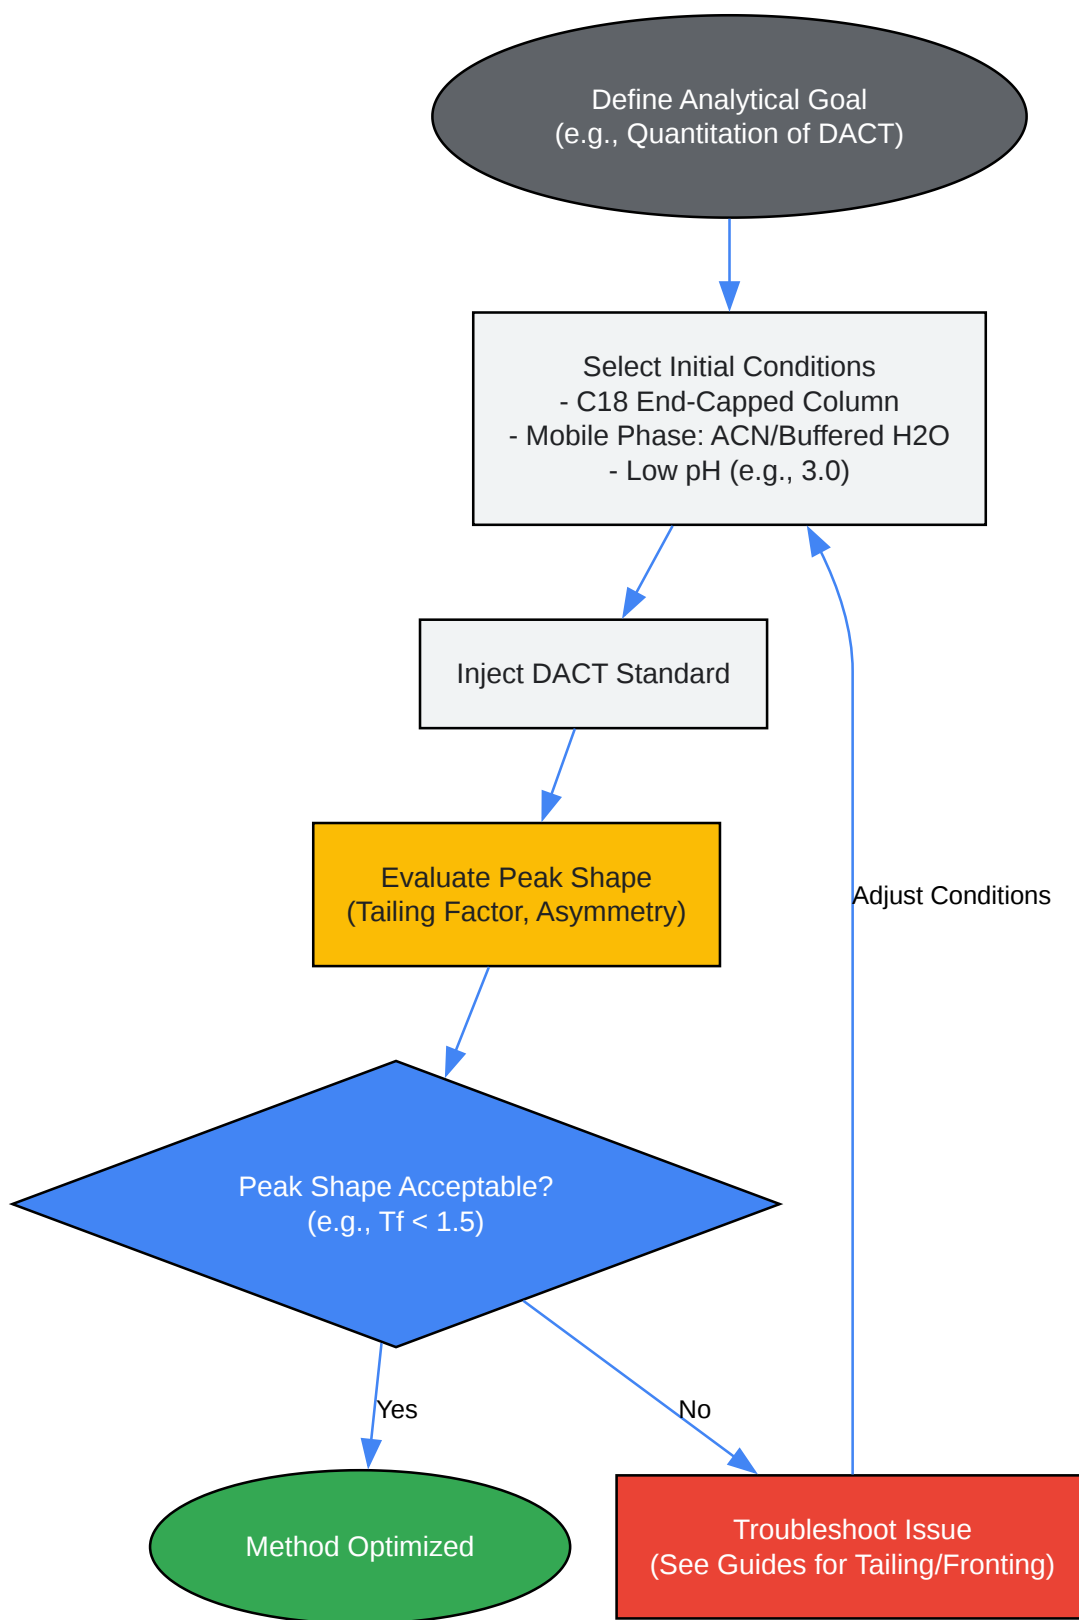 Define Analytical Goal
(e.g., Quantitation of DACT)
Select Initial Conditions
- C18 End-Capped Column
- Mobile Phase: ACN/Buffered H2O
- Low pH (e.g., 3.0)
Inject DACT Standard
Evaluate Peak Shape
(Tailing Factor, Asymmetry)
Adjust Conditions
Peak Shape Acceptable?
(e.g., Tf < 1.5)
Yes
No
Method Optimized
Troubleshoot Issue
(See Guides for Tailing/Fronting)